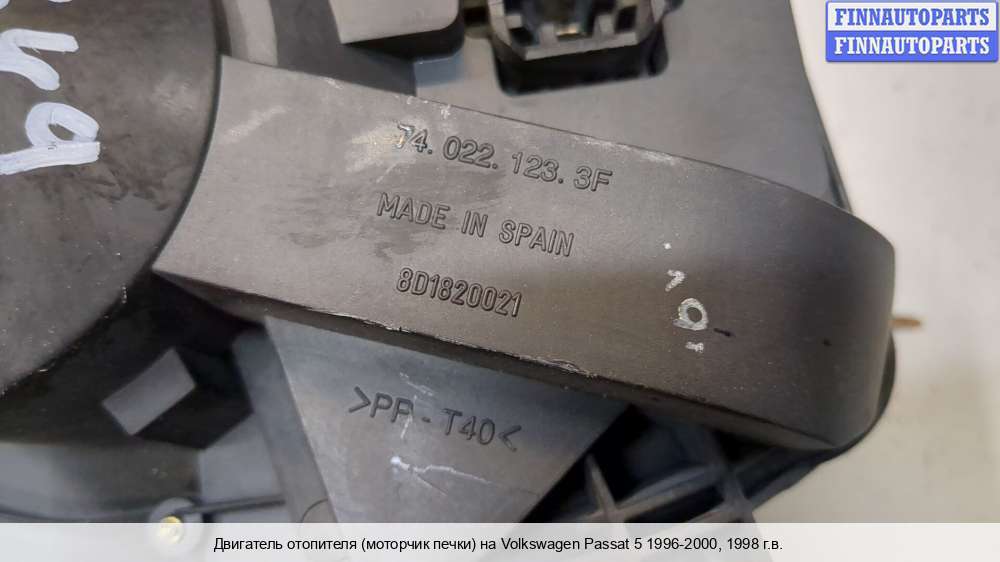 FINNAUTOPARTS
FINNAUTOPARTS
74. 022. 123. 3F
MADE IN SPAIN
8D1820021
>PP - T40<
Двигатель отопителя (моторчик печки) на Volkswagen Passat 5 1996-2000, 1998 г.в.